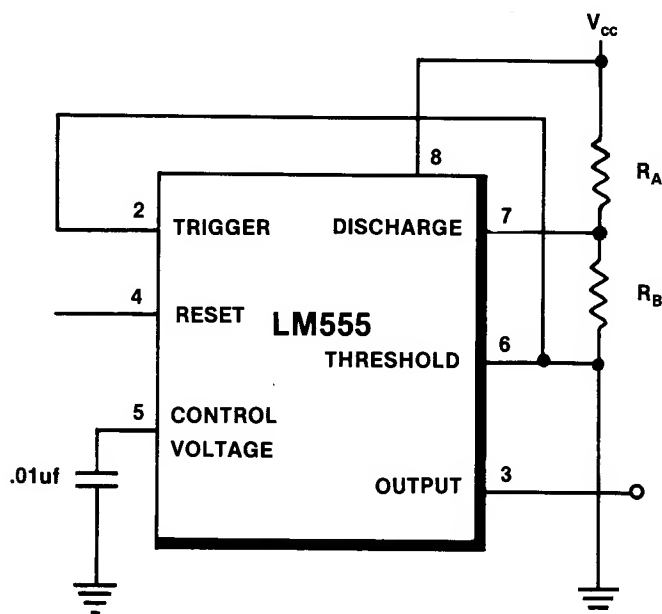 Vcc
8
RA
2
TRIGGER
DISCHARGE
7
4
RESET
RB
LM555
6
THRESHOLD
5
CONTROL
VOLTAGE
.01uf
3
OUTPUT